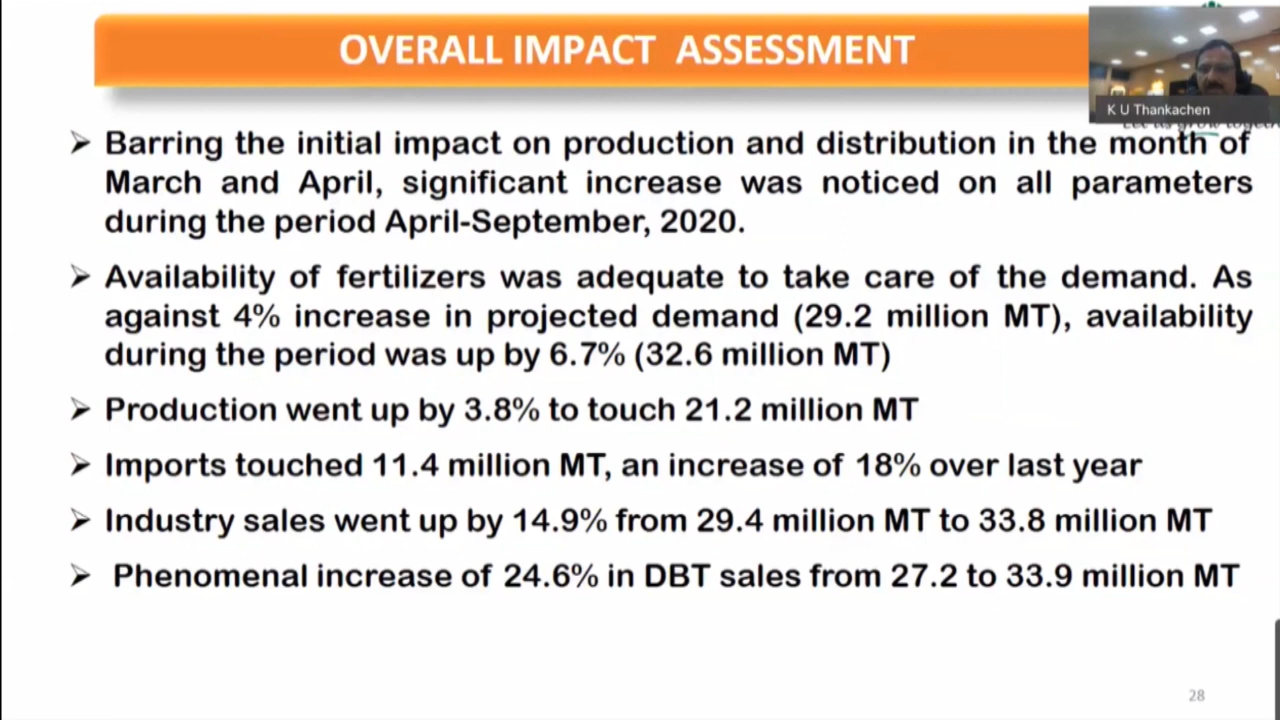 OVERALL IMPACT ASSESSMENT
K U Thankachen
➢ Barring the initial impact on production and distribution in the month of
March and April, significant increase was noticed on all parameters
during the period April-September, 2020.
➢ Availability of fertilizers was adequate to take care of the demand. As
against 4% increase in projected demand (29.2 million MT), availability
during the period was up by 6.7% (32.6 million MT)
➢ Production went up by 3.8% to touch 21.2 million MT
➢ Imports touched 11.4 million MT, an increase of 18% over last year
➢ Industry sales went up by 14.9% from 29.4 million MT to 33.8 million MT
➢ Phenomenal increase of 24.6% in DBT sales from 27.2 to 33.9 million MT
28